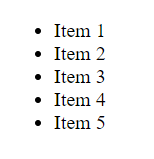 • Item 1
• Item 2
• Item 3
• Item 4
• Item 5